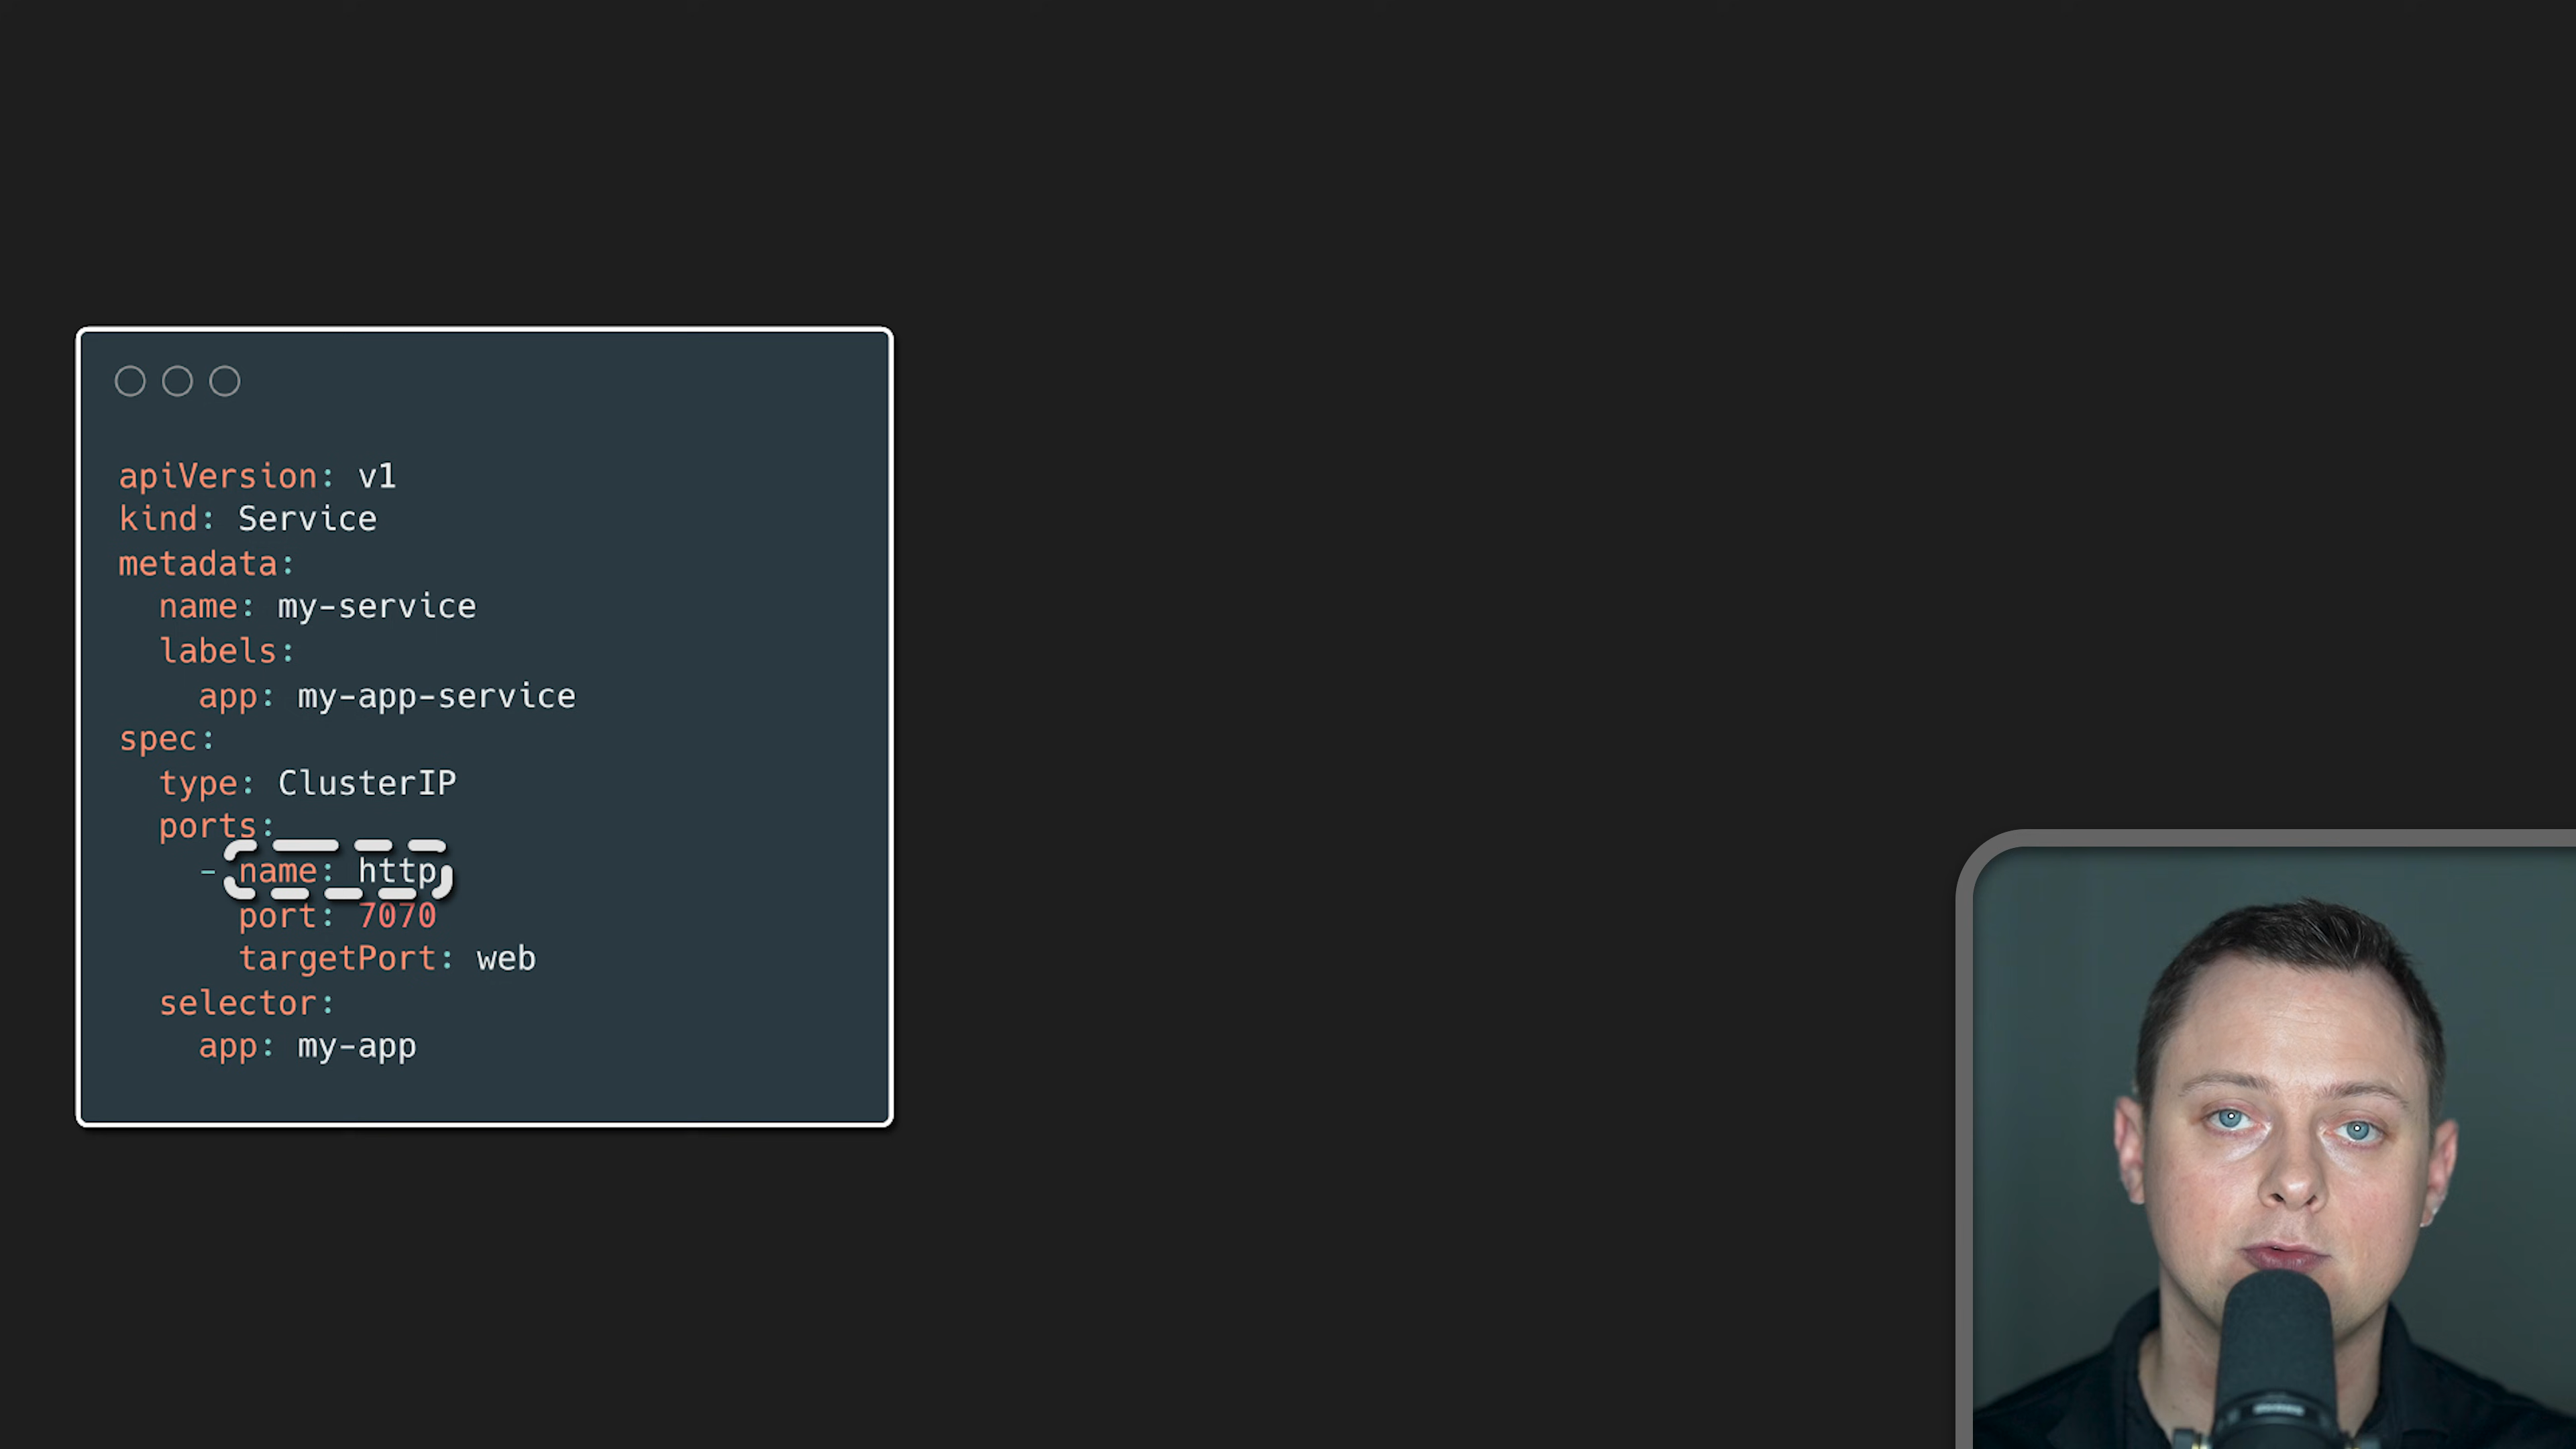 apiVersion: v1
kind: Service
metadata:
  name: my-service
  labels:
    app: my-app-service
spec:
  type: ClusterIP
  ports:
    - name: http
      port: 7070
      targetPort: web
  selector:
    app: my-app